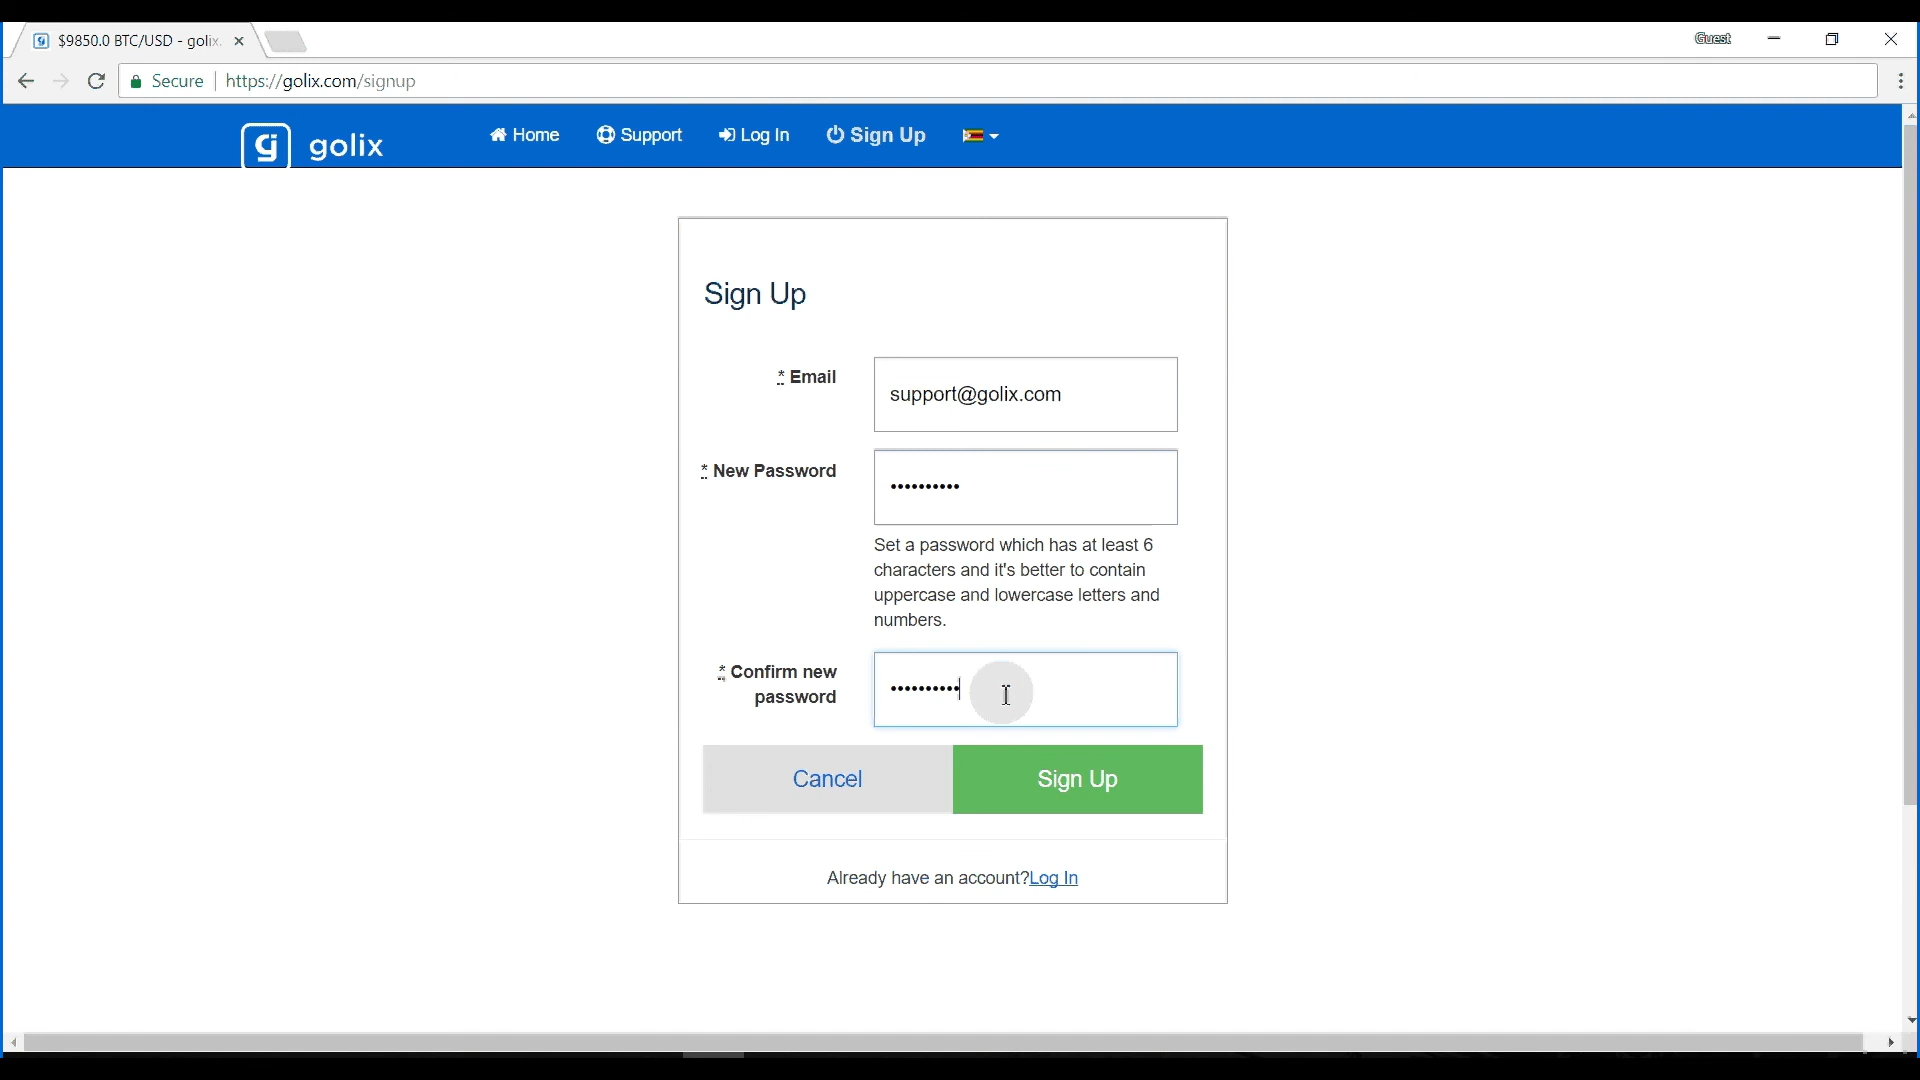 $9850.0 BTC/USD - golix.
Guest
Secure https://golix.com/signup
golix
Home
Support
Log In
Sign Up
Sign Up
* Email
support@golix.com
* New Password
••••••••••
Set a password which has at least 6
characters and it's better to contain
uppercase and lowercase letters and
numbers.
* Confirm new
password
••••••••••
Cancel
Sign Up
Already have an account?Log In